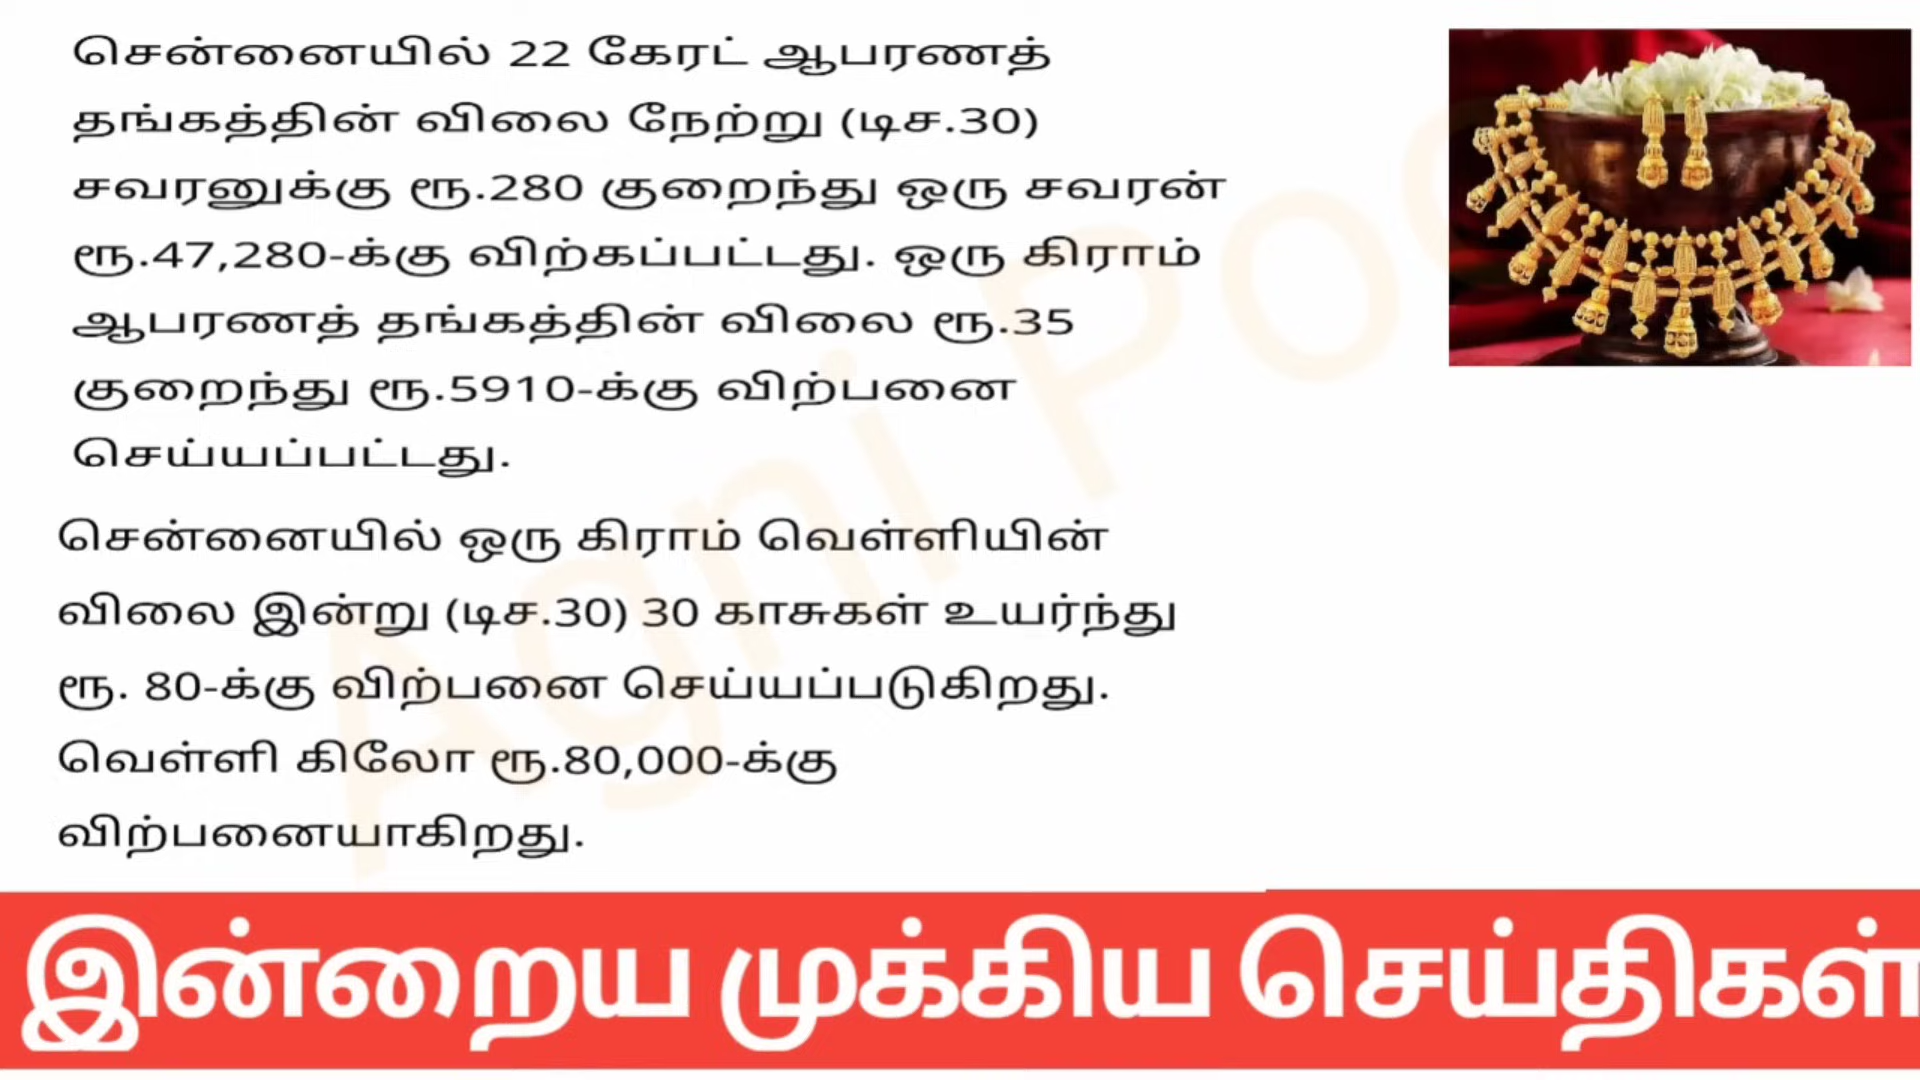 சென்னையில் 22 கேரட் ஆபரணத்
தங்கத்தின் விலை நேற்று (டிச.30)
சவரனுக்கு ரூ.280 குறைந்து ஒரு சவரன்
ரூ.47,280-க்கு விற்கப்பட்டது. ஒரு கிராம்
ஆபரணத் தங்கத்தின் விலை ரூ.35
குறைந்து ரூ.5910-க்கு விற்பனை
செய்யப்பட்டது.
சென்னையில் ஒரு கிராம் வெள்ளியின்
விலை இன்று (டிச.30) 30 காசுகள் உயர்ந்து
ரூ. 80-க்கு விற்பனை செய்யப்படுகிறது.
வெள்ளி கிலோ ரூ.80,000-க்கு
விற்பனையாகிறது.
Agni Pos
இன்றைய முக்கிய செய்திகள்